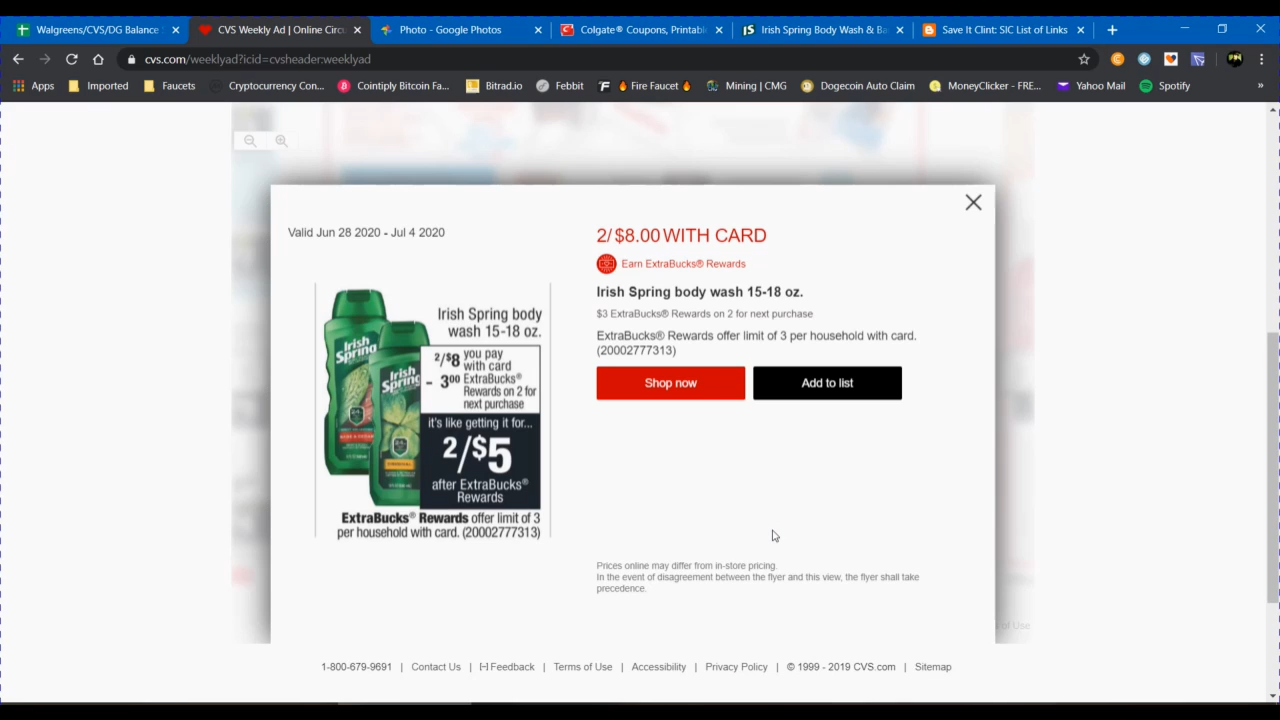 Walgreens/CVS/DG Balance
CVS Weekly Ad | Online Circu
Photo - Google Photos
Colgate® Coupons, Printable
Irish Spring Body Wash & Ba
Save It Clint: SIC List of Links
cvs.com/weeklyad?icid=cvsheader:weeklyad
Apps
Imported
Faucets
Cryptocurrency Con...
Cointiply Bitcoin Fa...
Bitrad.io
Febbit
Fire Faucet
Mining | CMG
Dogecoin Auto Claim
MoneyClicker - FRE...
Yahoo Mail
Spotify
»
Valid Jun 28 2020 - Jul 4 2020
Irish Spring
Irish Spring
Irish Spring body
wash 15-18 oz.
2/$8 you pay
with card
- 3⁰⁰ ExtraBucks®
Rewards on 2 for
next purchase
it's like getting it for...
2/$5
after ExtraBucks®
Rewards
ExtraBucks® Rewards offer limit of 3
per household with card. (20002777313)
2/$8.00 WITH CARD
Earn ExtraBucks® Rewards
Irish Spring body wash 15-18 oz.
$3 ExtraBucks® Rewards on 2 for next purchase
ExtraBucks® Rewards offer limit of 3 per household with card.
(20002777313)
Shop now
Add to list
Prices online may differ from in-store pricing.
In the event of disagreement between the flyer and this view, the flyer shall take
precedence.
of Use
1-800-679-9691 | Contact Us | [-] Feedback | Terms of Use | Accessibility | Privacy Policy | © 1999 - 2019 CVS.com | Sitemap